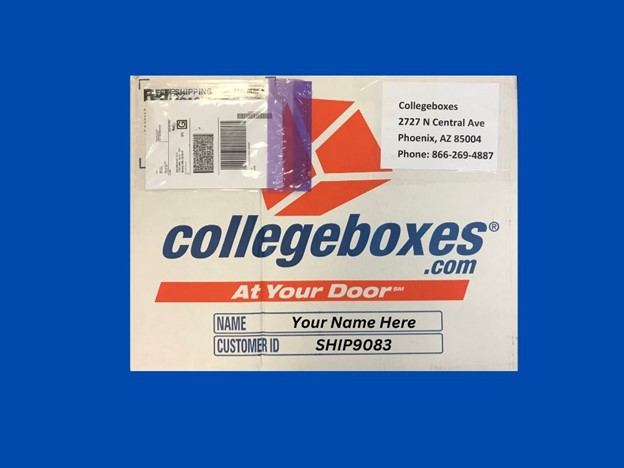 SHIPPING
Collegeboxes
2727 N Central Ave
Phoenix, AZ 85004
Phone: 866-269-4887
collegeboxes®
.com
At Your Door℠
NAME Your Name Here
CUSTOMER ID SHIP9083